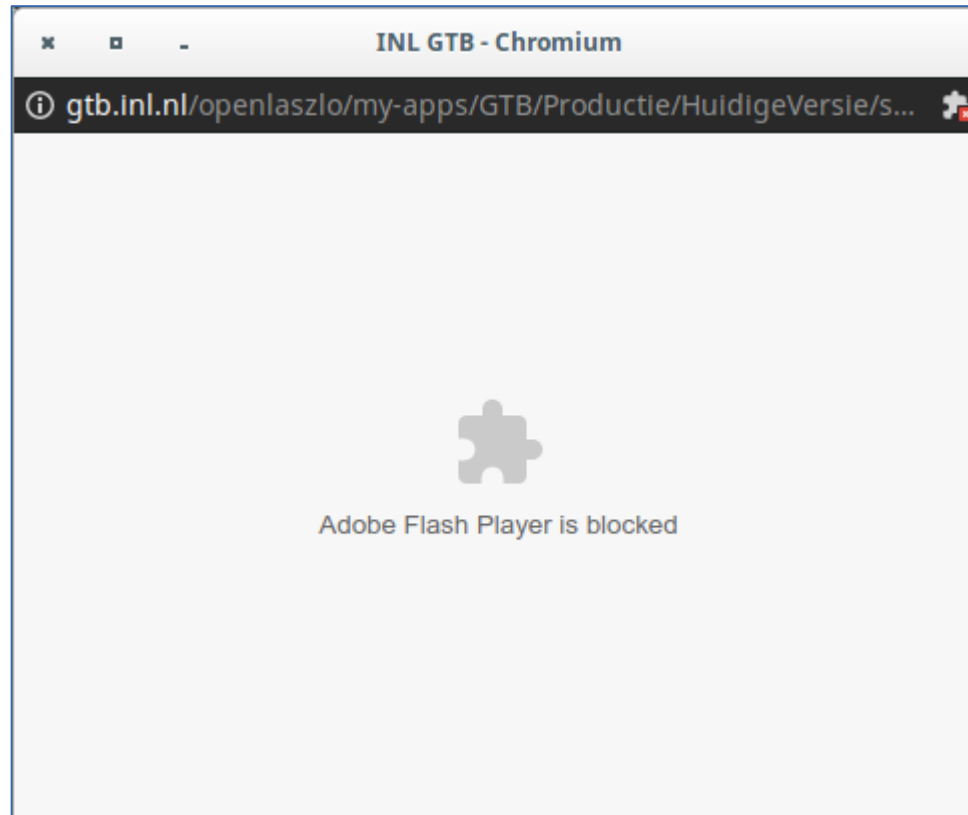 INL GTB - Chromium
gtb.inl.nl/openlaszlo/my-apps/GTB/Productie/HuidigeVersie/s...
Adobe Flash Player is blocked